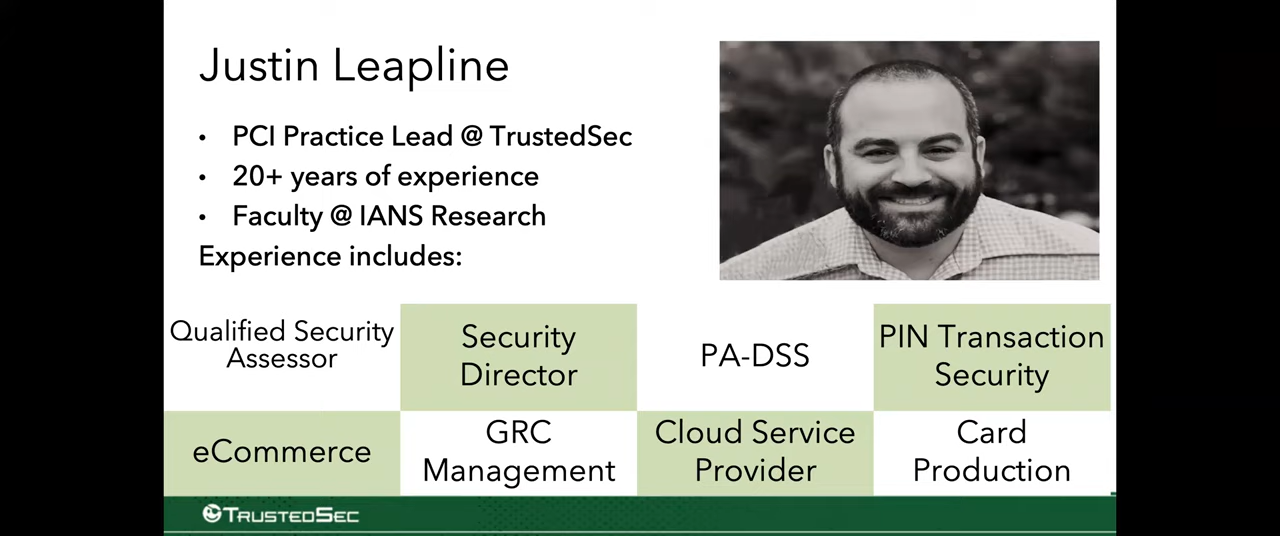 Justin Leapline
• PCI Practice Lead @ TrustedSec
• 20+ years of experience
• Faculty @ IANS Research
Experience includes:
Qualified Security
Assessor
Security
Director
PA-DSS
PIN Transaction
Security
eCommerce
GRC
Management
Cloud Service
Provider
Card
Production
TRUSTEDSEC